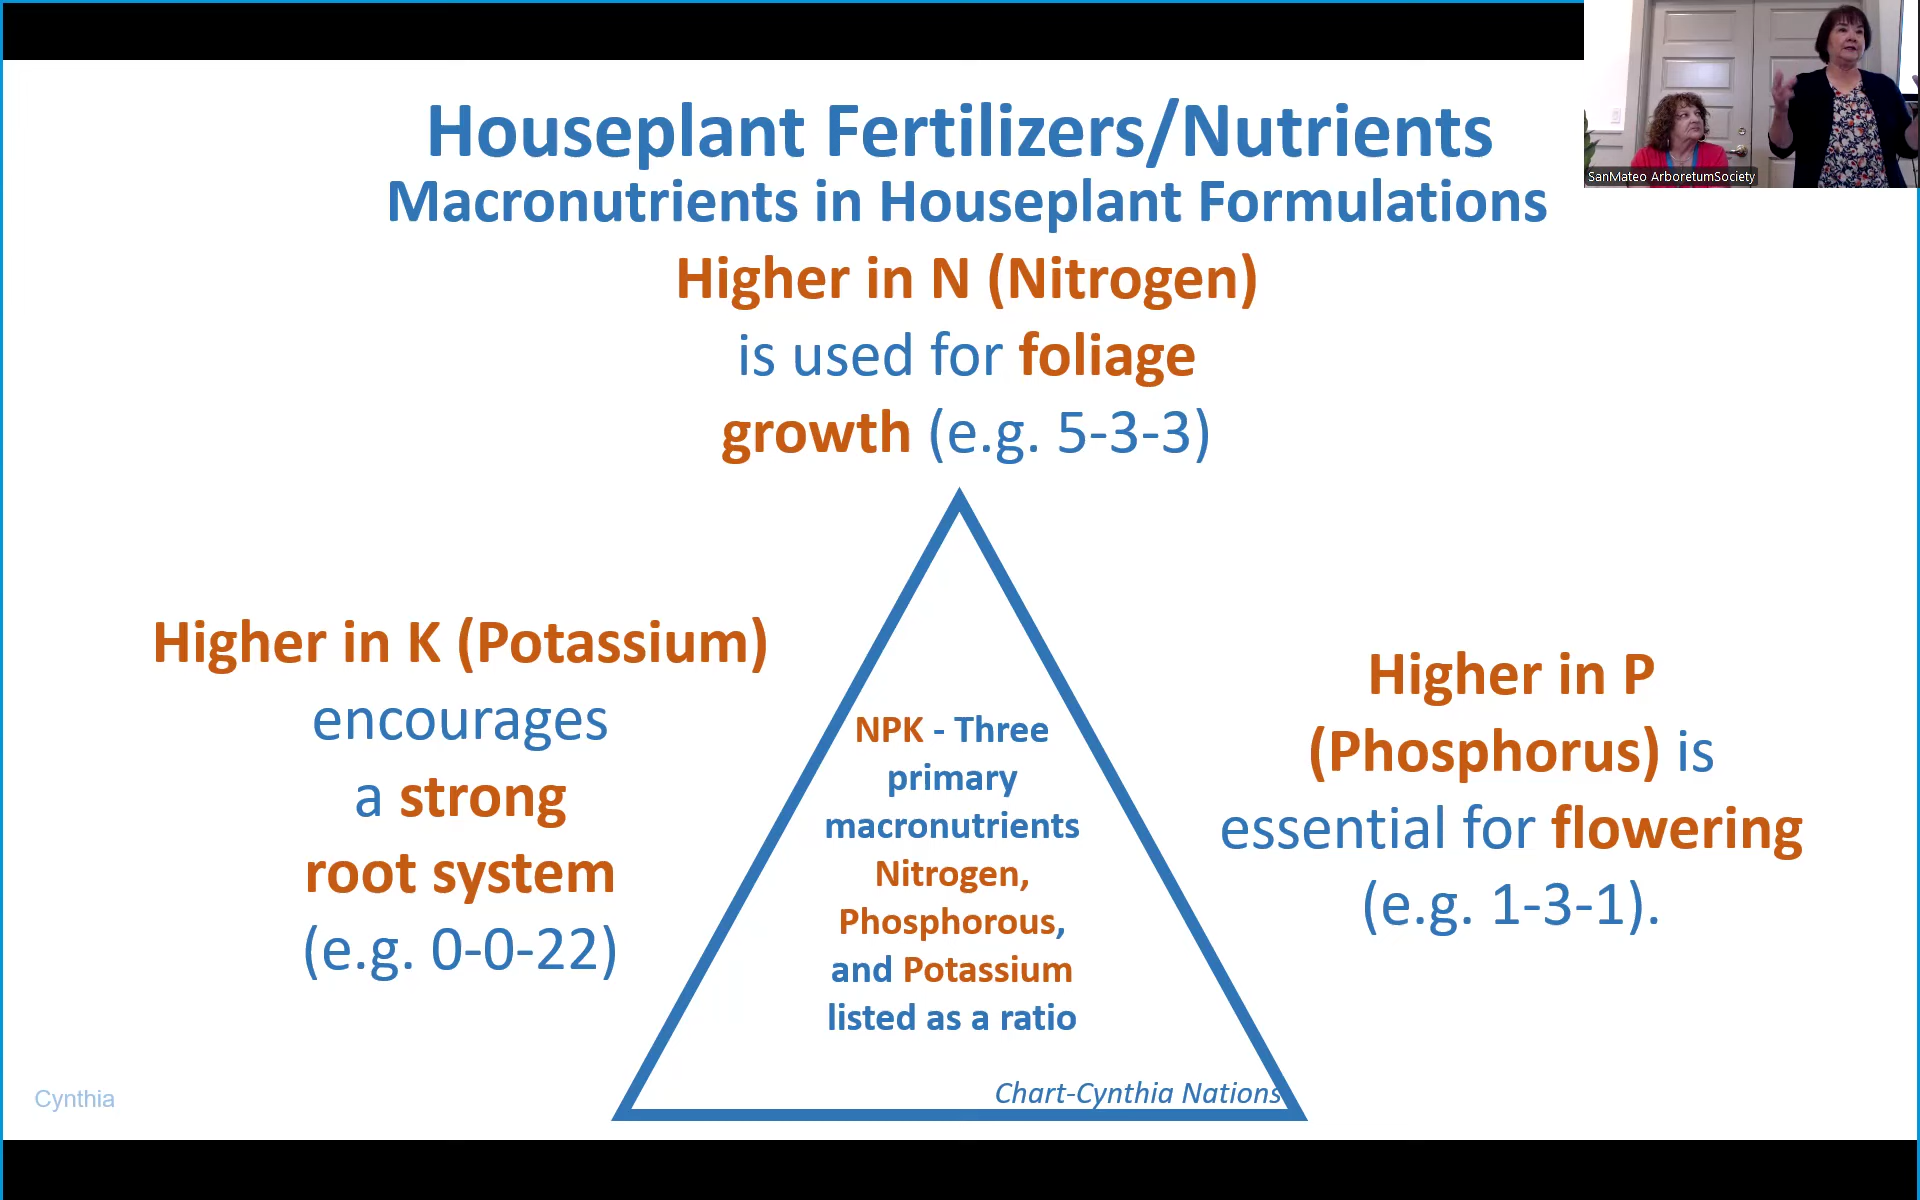 Houseplant Fertilizers/Nutrients
Macronutrients in Houseplant Formulations
Higher in N (Nitrogen)
is used for foliage
growth (e.g. 5-3-3)
Higher in K (Potassium)
encourages
a strong
root system
(e.g. 0-0-22)
NPK - Three
primary
macronutrients
Nitrogen,
Phosphorous,
and Potassium
listed as a ratio
Higher in P
(Phosphorus) is
essential for flowering
(e.g. 1-3-1).
Chart-Cynthia Nations
Cynthia
SanMateo ArboretumSociety